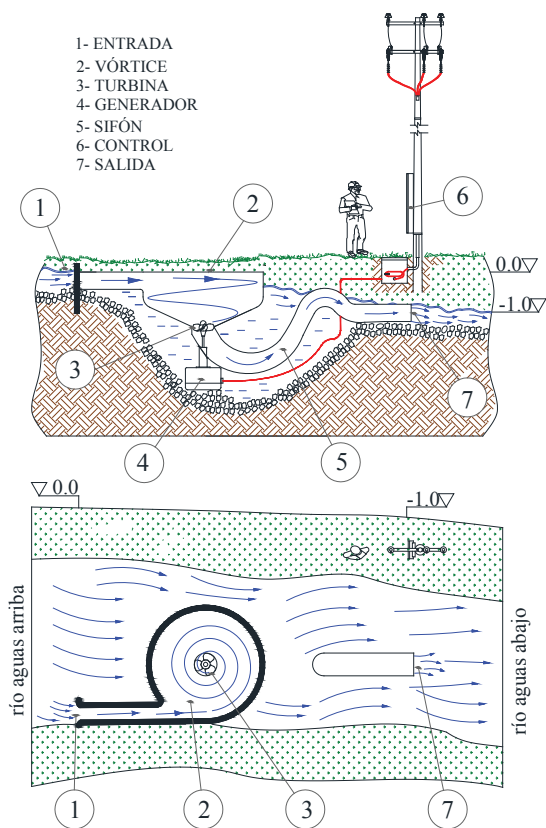 1- ENTRADA
2- VÓRTICE
3- TURBINA
4- GENERADOR
5- SIFÓN
6- CONTROL
7- SALIDA
1
2
6
0.0
-1.0
3
4
5
7
0.0
-1.0
río aguas arriba
río aguas abajo
1
2
3
7